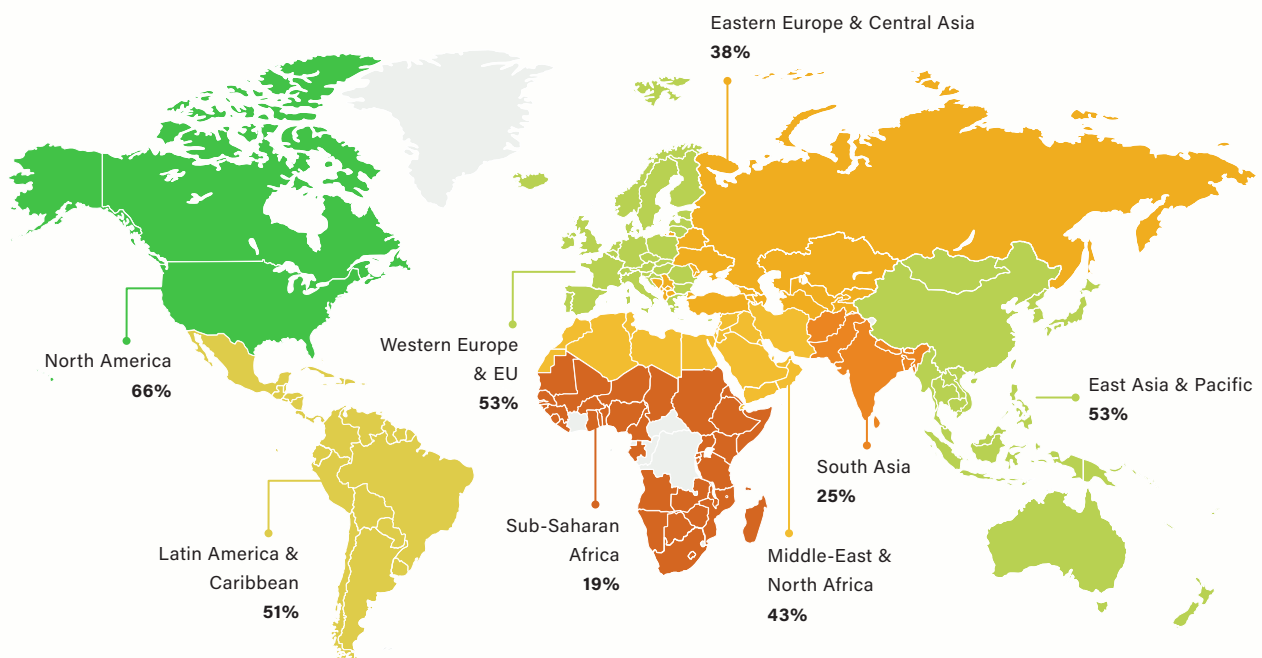 Eastern Europe & Central Asia
38%
North America
66%
Western Europe
& EU
53%
East Asia & Pacific
53%
South Asia
25%
Sub-Saharan
Africa
19%
Middle-East &
North Africa
43%
Latin America &
Caribbean
51%